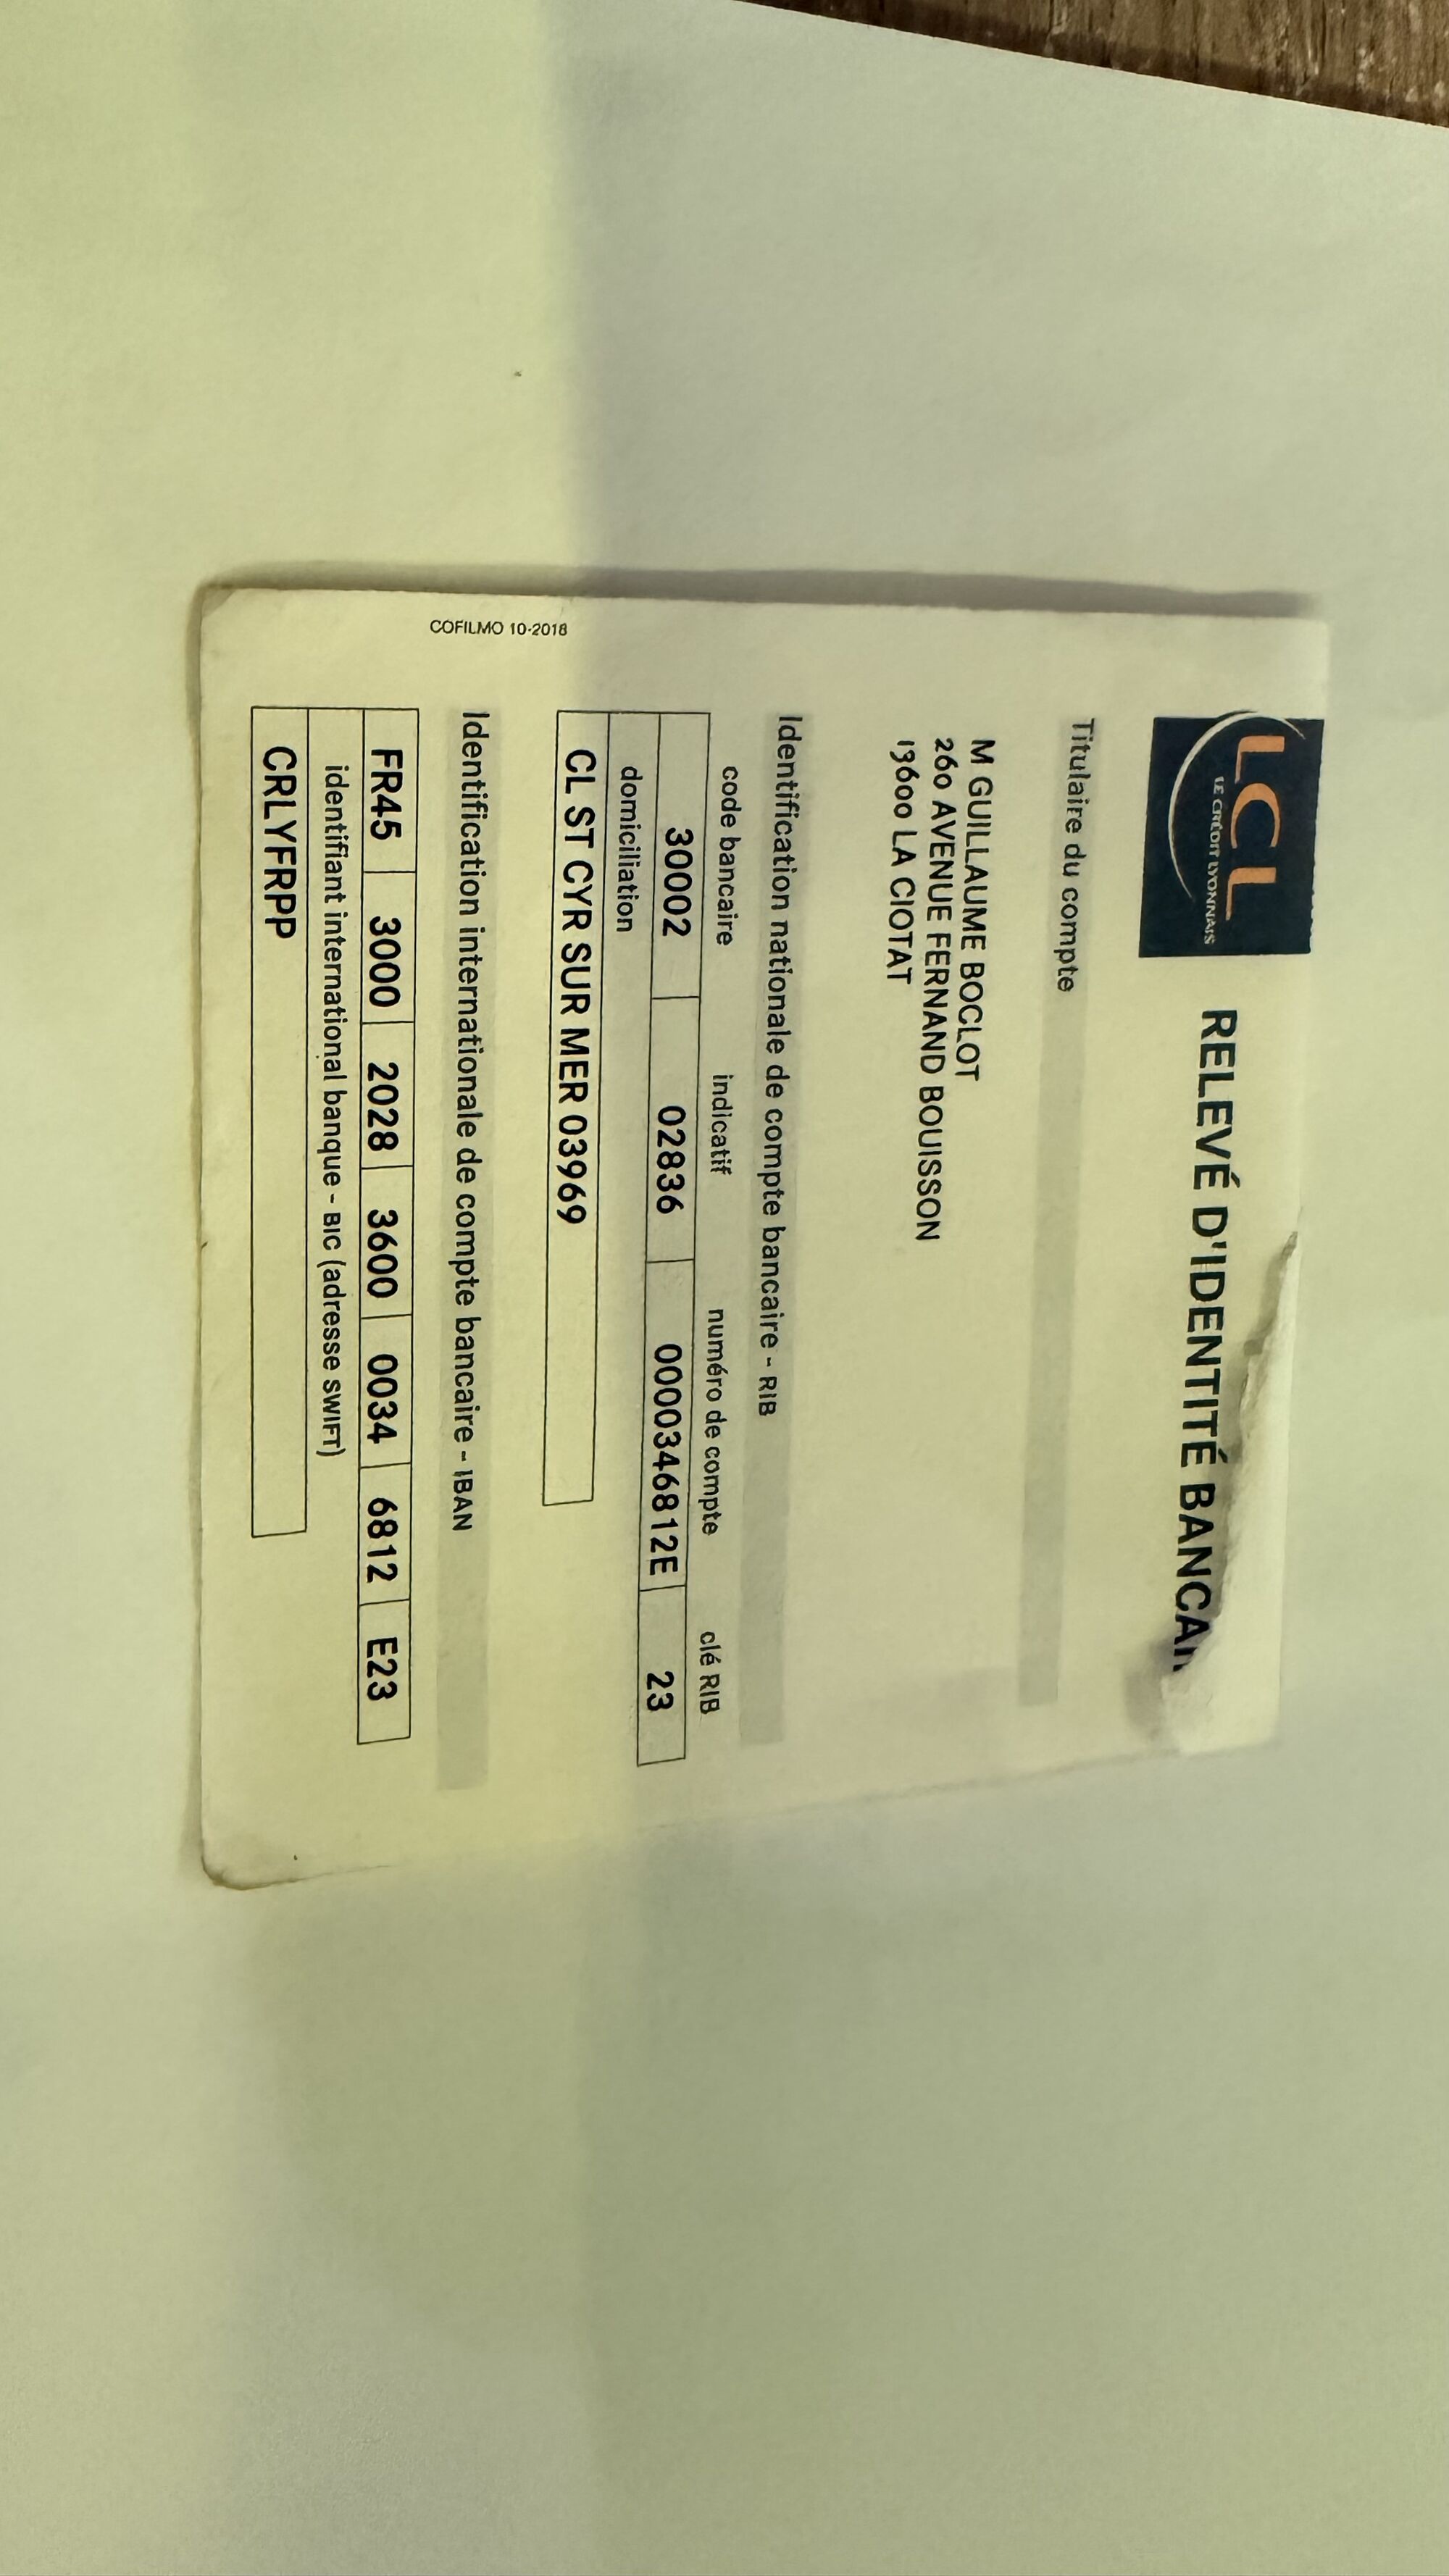 LCL
LE CRÉDIT LYONNAIS
RELEVÉ D'IDENTITÉ
Titulaire du compte
M GUILLAUME BOCLOT
260 AVENUE FERNAND BOUISSON
13600 LA CIOTAT
Identification nationale de compte bancaire - RIB
code bancaire indicatif numéro de compte clé RIB
30002 02836 0000346812E 23
domiciliation
CL ST CYR SUR MER 03969
Identification internationale de compte bancaire - IBAN
FR45 3000 2028 3600 0034 6812 E23
identifiant international banque - BIC (adresse SWIFT)
CRLYFRPP
COFILMO 10-2018